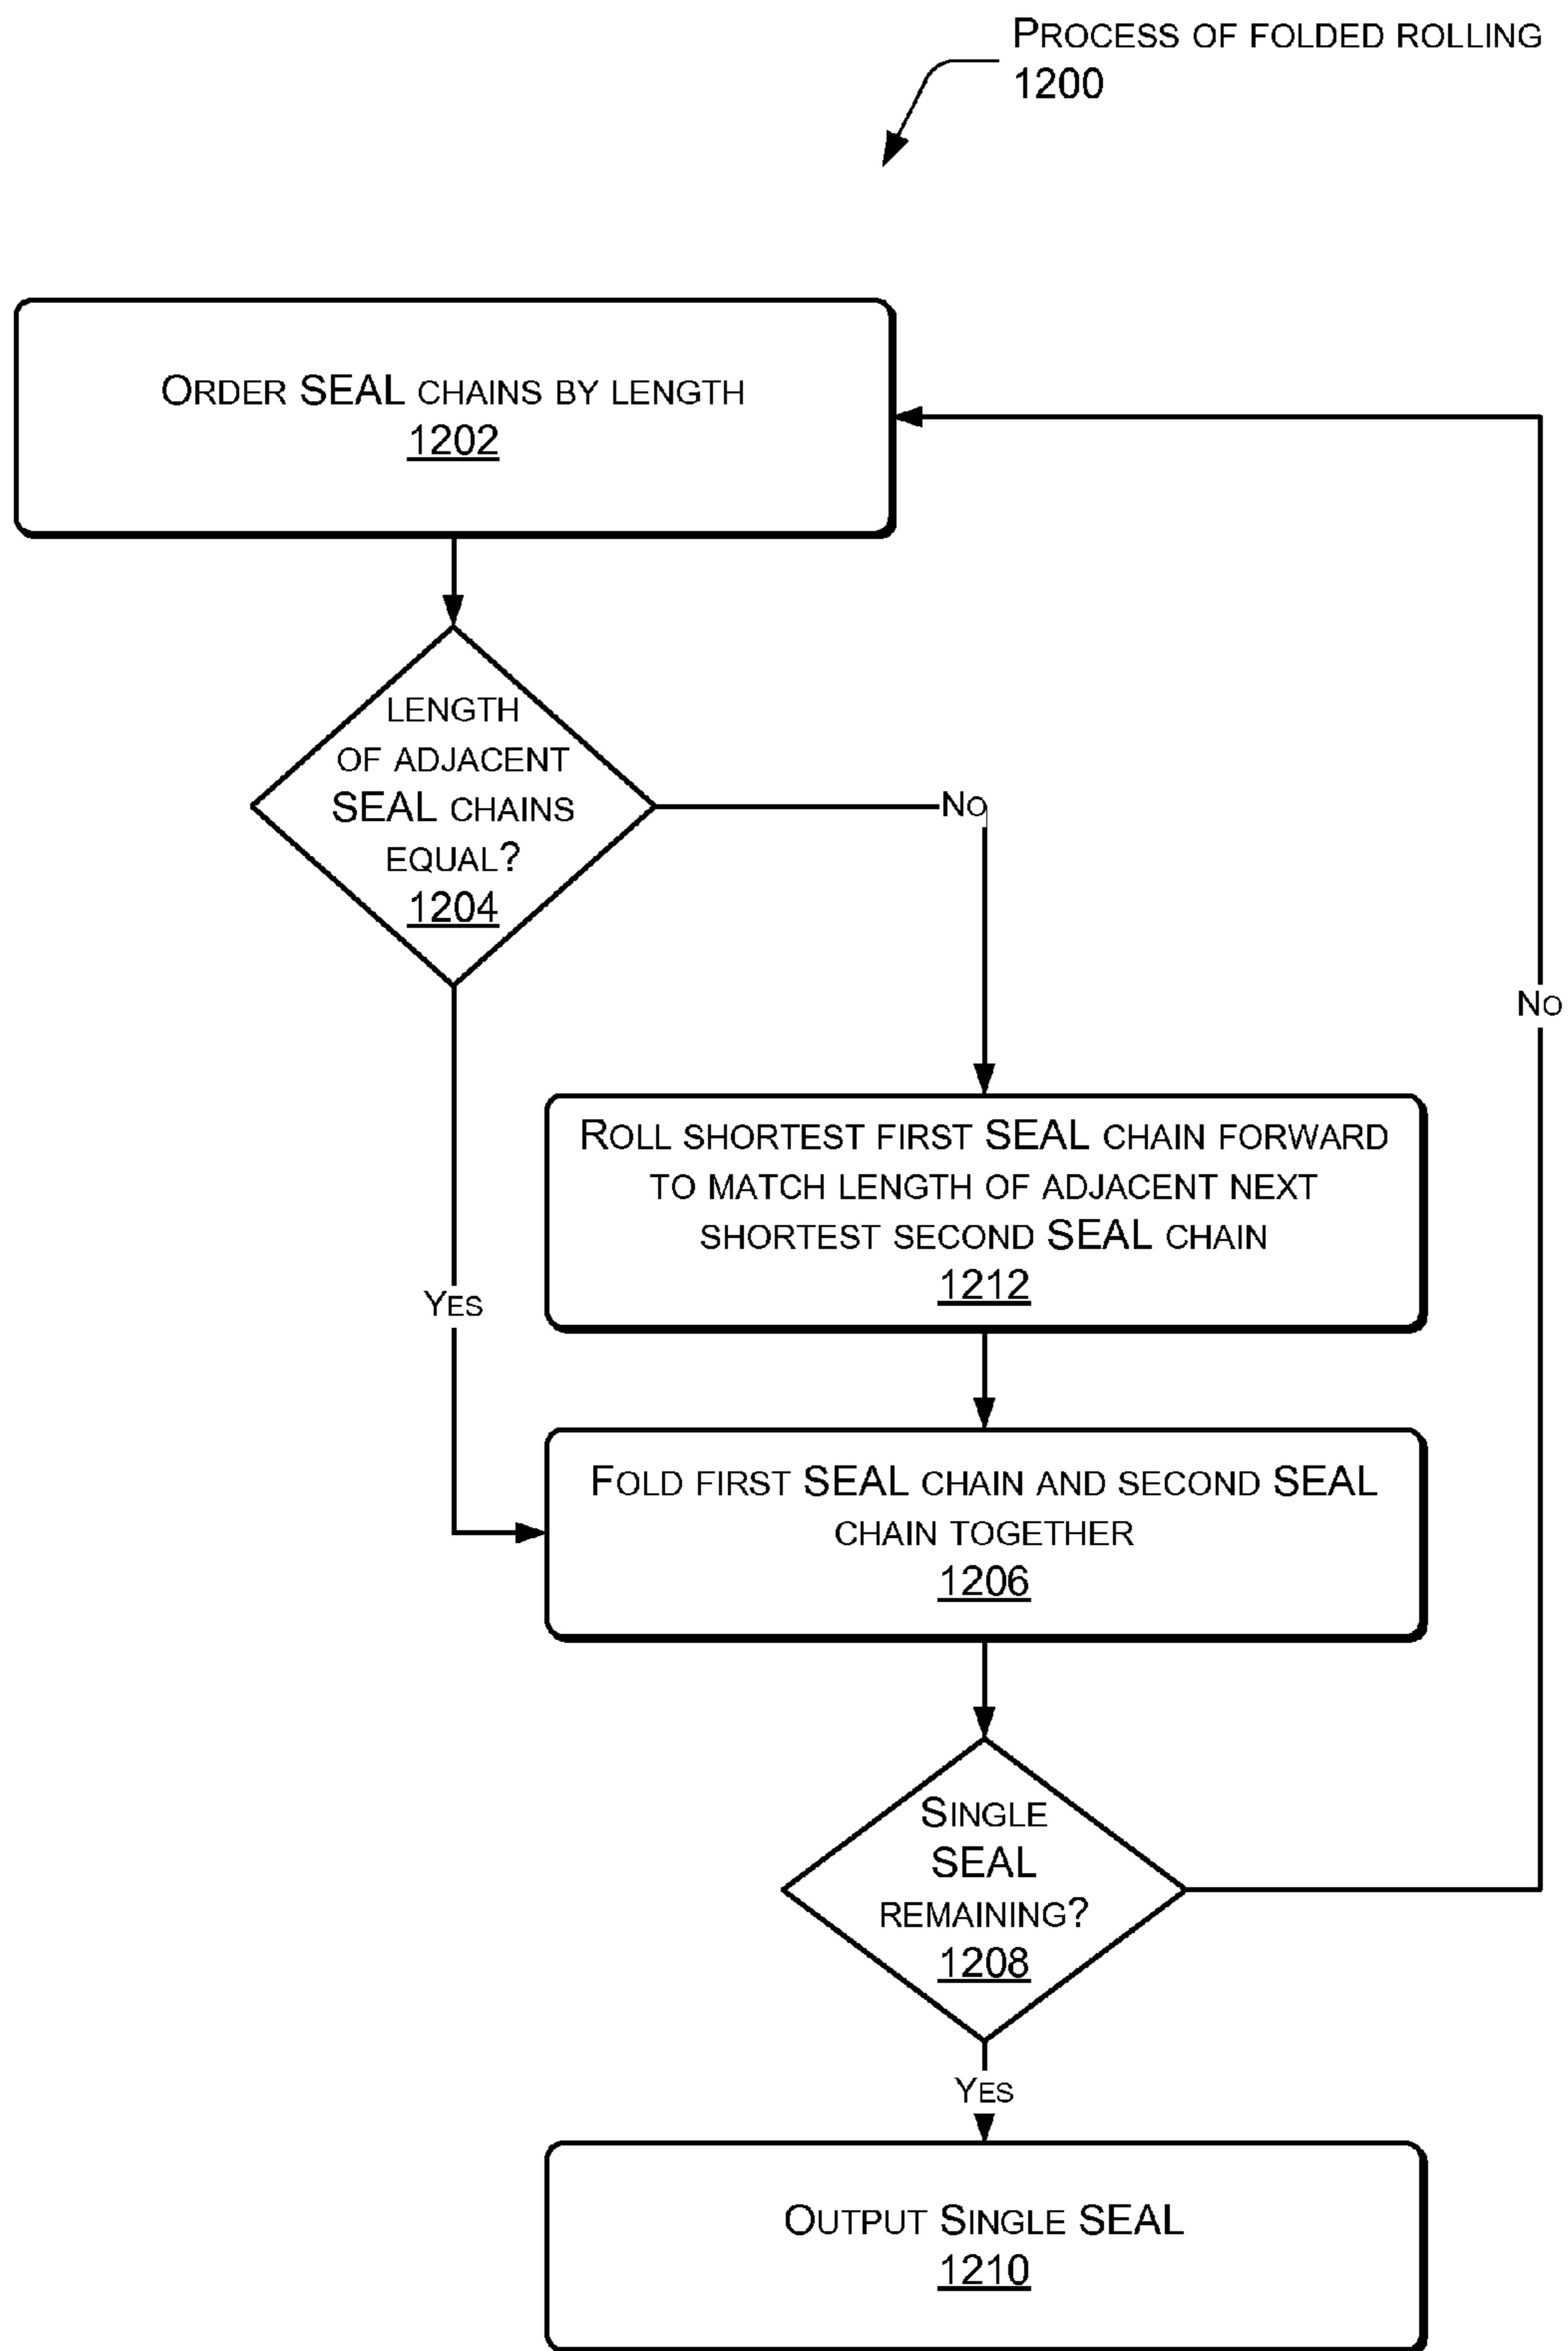 Process of folded rolling
1200
Order SEAL chains by length
1202
length
of adjacent
SEAL chains
equal?
1204
No
No
Roll shortest first SEAL chain forward
to match length of adjacent next
shortest second SEAL chain
1212
Yes
Fold first SEAL chain and second SEAL
chain together
1206
Single
SEAL
remaining?
1208
Yes
Output Single SEAL
1210